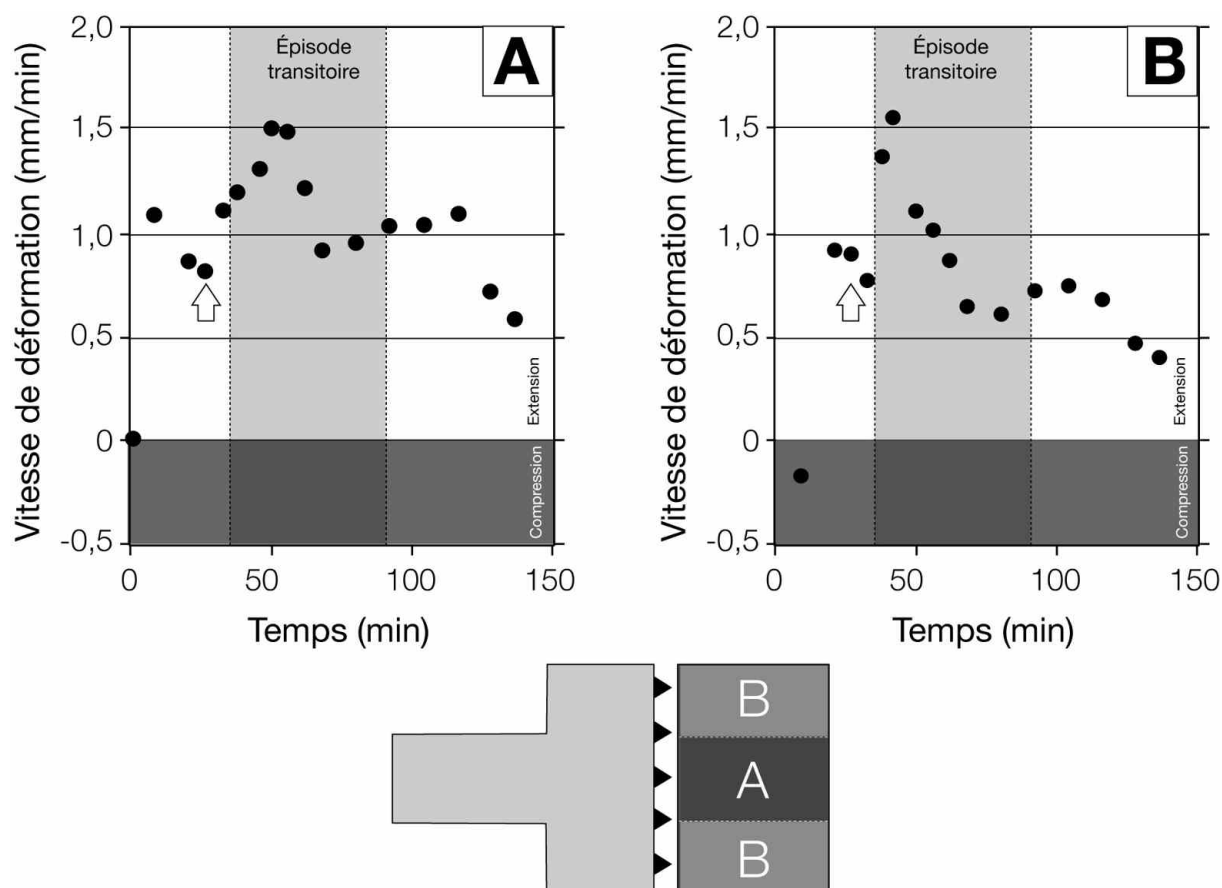 2,0
1,5
1,0
0,5
0
-0,5
Vitesse de déformation (mm/min)
Épisode
transitoire
A
Extension
Compression
0
50
100
150
Temps (min)
2,0
1,5
1,0
0,5
0
-0,5
Vitesse de déformation (mm/min)
Épisode
transitoire
B
Extension
Compression
0
50
100
150
Temps (min)
B
A
B